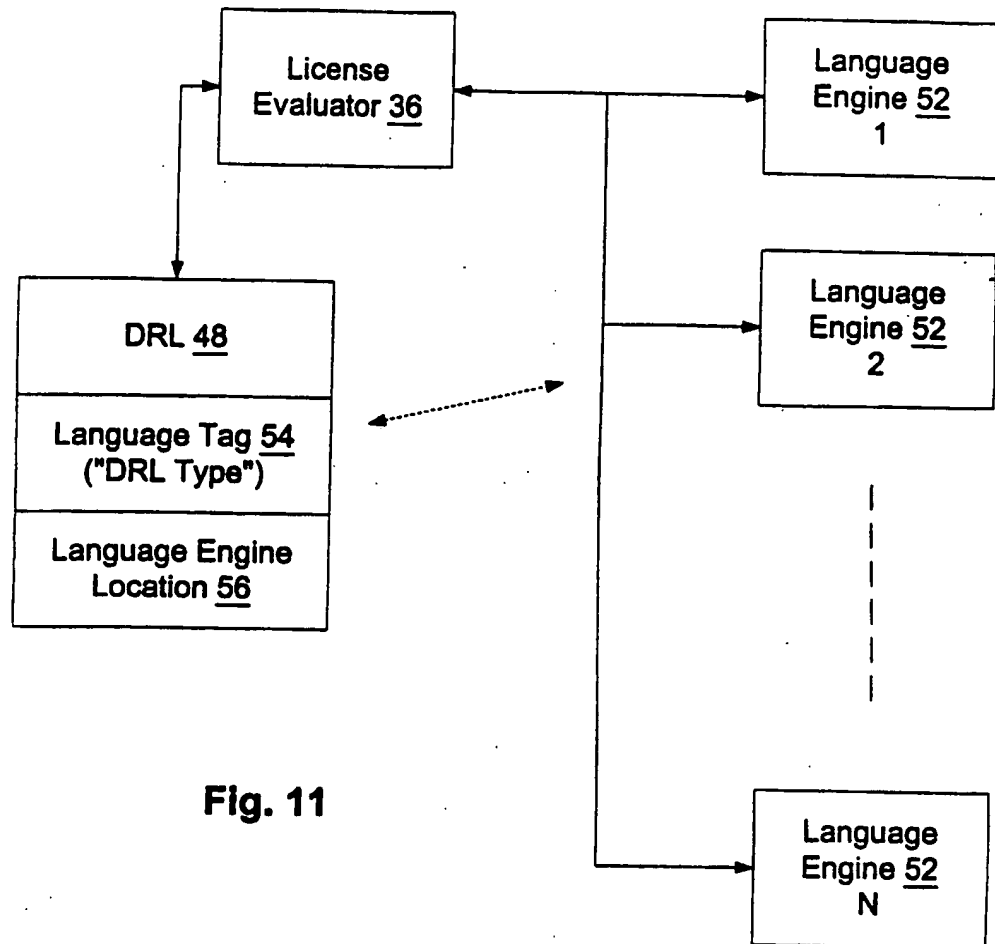 License
Evaluator 36
Language
Engine 52
1
DRL 48
Language Tag 54
("DRL Type")
Language Engine
Location 56
Language
Engine 52
2
Language
Engine 52
N
Fig. 11